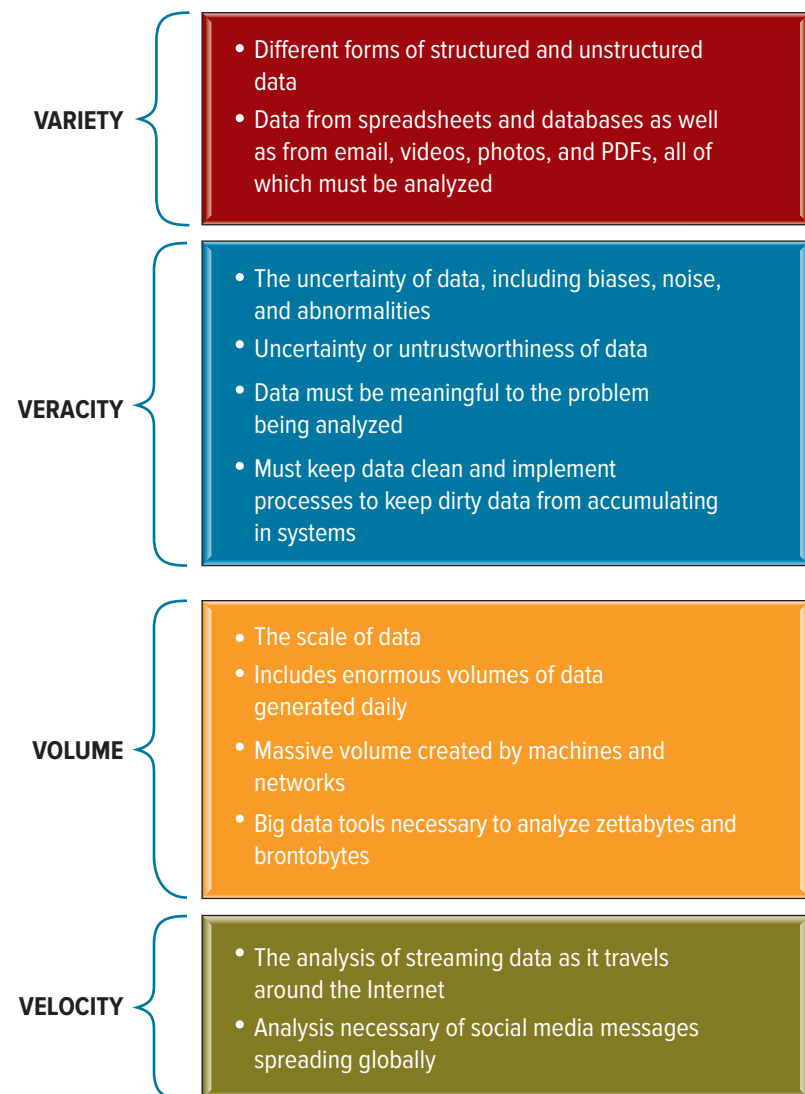 VARIETY
• Different forms of structured and unstructured
data
• Data from spreadsheets and databases as well
as from email, videos, photos, and PDFs, all of
which must be analyzed
VERACITY
• The uncertainty of data, including biases, noise,
and abnormalities
• Uncertainty or untrustworthiness of data
• Data must be meaningful to the problem
being analyzed
• Must keep data clean and implement
processes to keep dirty data from accumulating
in systems
VOLUME
• The scale of data
• Includes enormous volumes of data
generated daily
• Massive volume created by machines and
networks
• Big data tools necessary to analyze zettabytes and
brontobytes
VELOCITY
• The analysis of streaming data as it travels
around the Internet
• Analysis necessary of social media messages
spreading globally